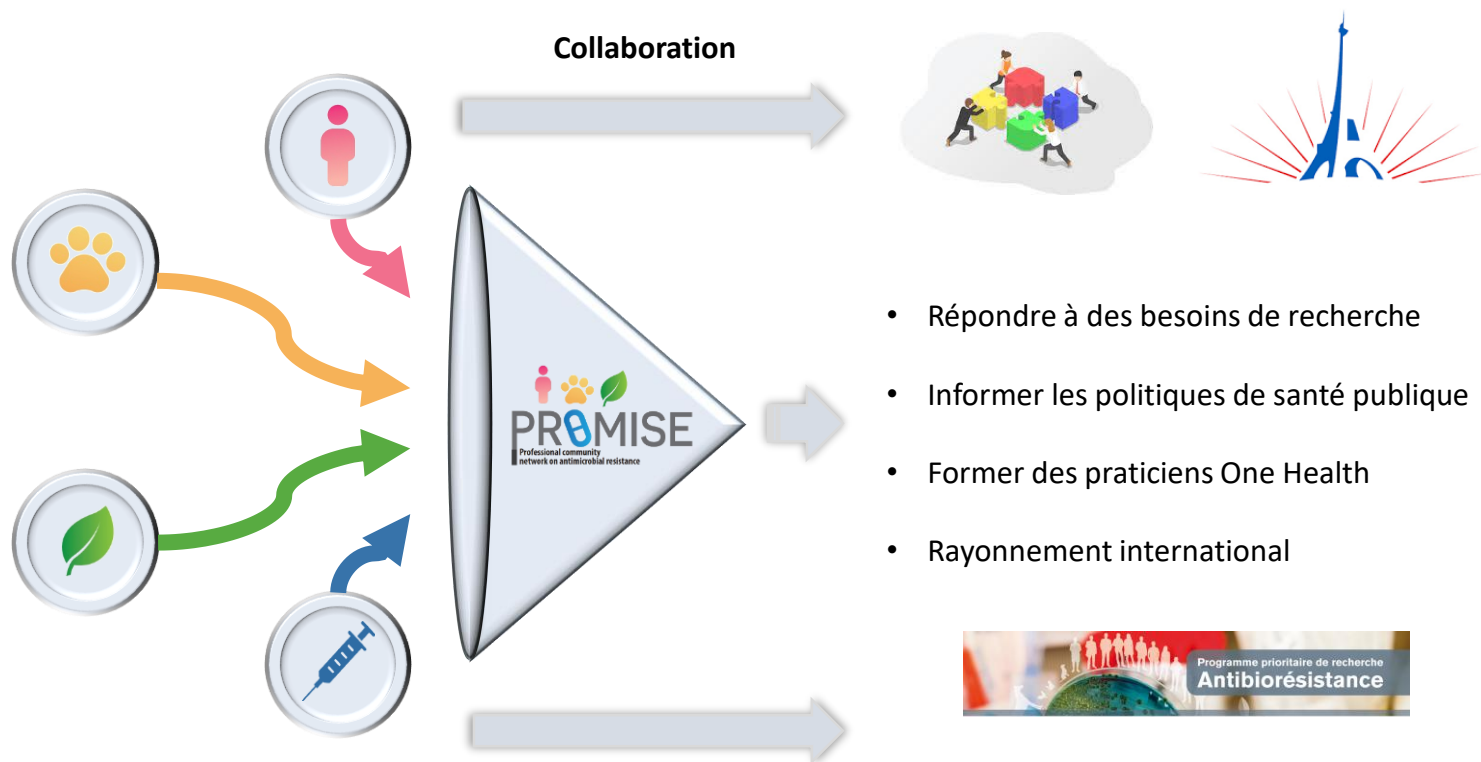 Collaboration
PROMISE
Professional community
network on antimicrobial resistance
• Répondre à des besoins de recherche
• Informer les politiques de santé publique
• Former des praticiens One Health
• Rayonnement international
Programme prioritaire de recherche
Antibiorésistance